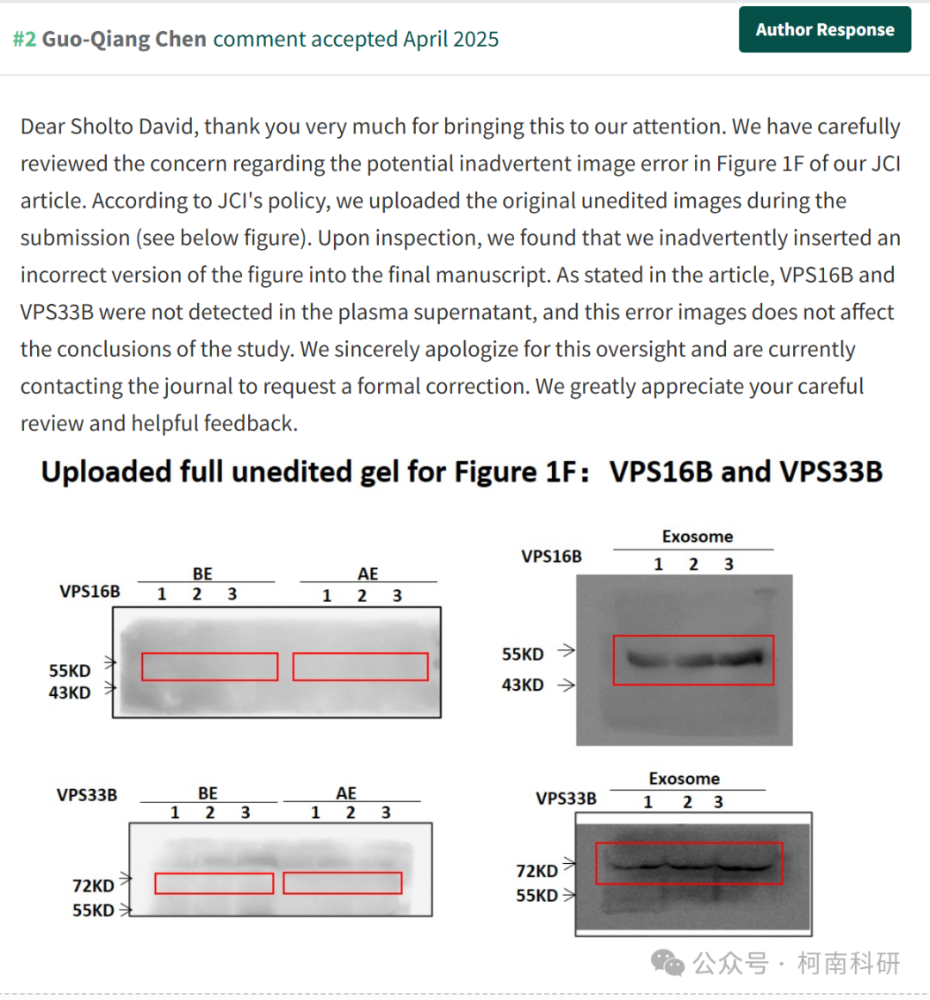 #2 Guo-Qiang Chen comment accepted April 2025
Author Response
Dear Sholto David, thank you very much for bringing this to our attention. We have carefully
reviewed the concern regarding the potential inadvertent image error in Figure 1F of our JCI
article. According to JCI's policy, we uploaded the original unedited images during the
submission (see below figure). Upon inspection, we found that we inadvertently inserted an
incorrect version of the figure into the final manuscript. As stated in the article, VPS16B and
VPS33B were not detected in the plasma supernatant, and this error images does not affect
the conclusions of the study. We sincerely apologize for this oversight and are currently
contacting the journal to request a formal correction. We greatly appreciate your careful
review and helpful feedback.
Uploaded full unedited gel for Figure 1F： VPS16B and VPS33B
BE AE
VPS16B 1 2 3 1 2 3
55KD
43KD
Exosome
VPS16B 1 2 3
55KD
43KD
BE AE
VPS33B 1 2 3 1 2 3
72KD
55KD
Exosome
VPS33B 1 2 3
72KD
55KD
公众号 · 柯南科研